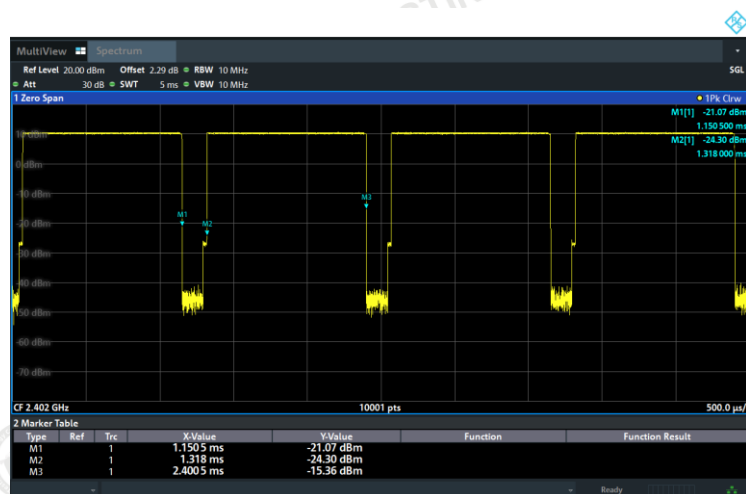 MultiView Spectrum
Ref Level 20.00 dBm Offset 2.29 dB RBW 10 MHz SGL
Att 30 dB SWT 5 ms VBW 10 MHz
1 Zero Span 1Pk Clrw
M1[1] -21.07 dBm
1.150 500 ms
10 dBm M2[1] -24.30 dBm
1.318 000 ms
0 dBm
-10 dBm
M3
M1
-20 dBm
M2
-30 dBm
-40 dBm
-50 dBm
-60 dBm
-70 dBm
CF 2.402 GHz 10001 pts 500.0 µs/
2 Marker Table
Type Ref Trc X-Value Y-Value Function Function Result
M1 1 1.1505 ms -21.07 dBm
M2 1 1.318 ms -24.30 dBm
M3 1 2.4005 ms -15.36 dBm
Ready